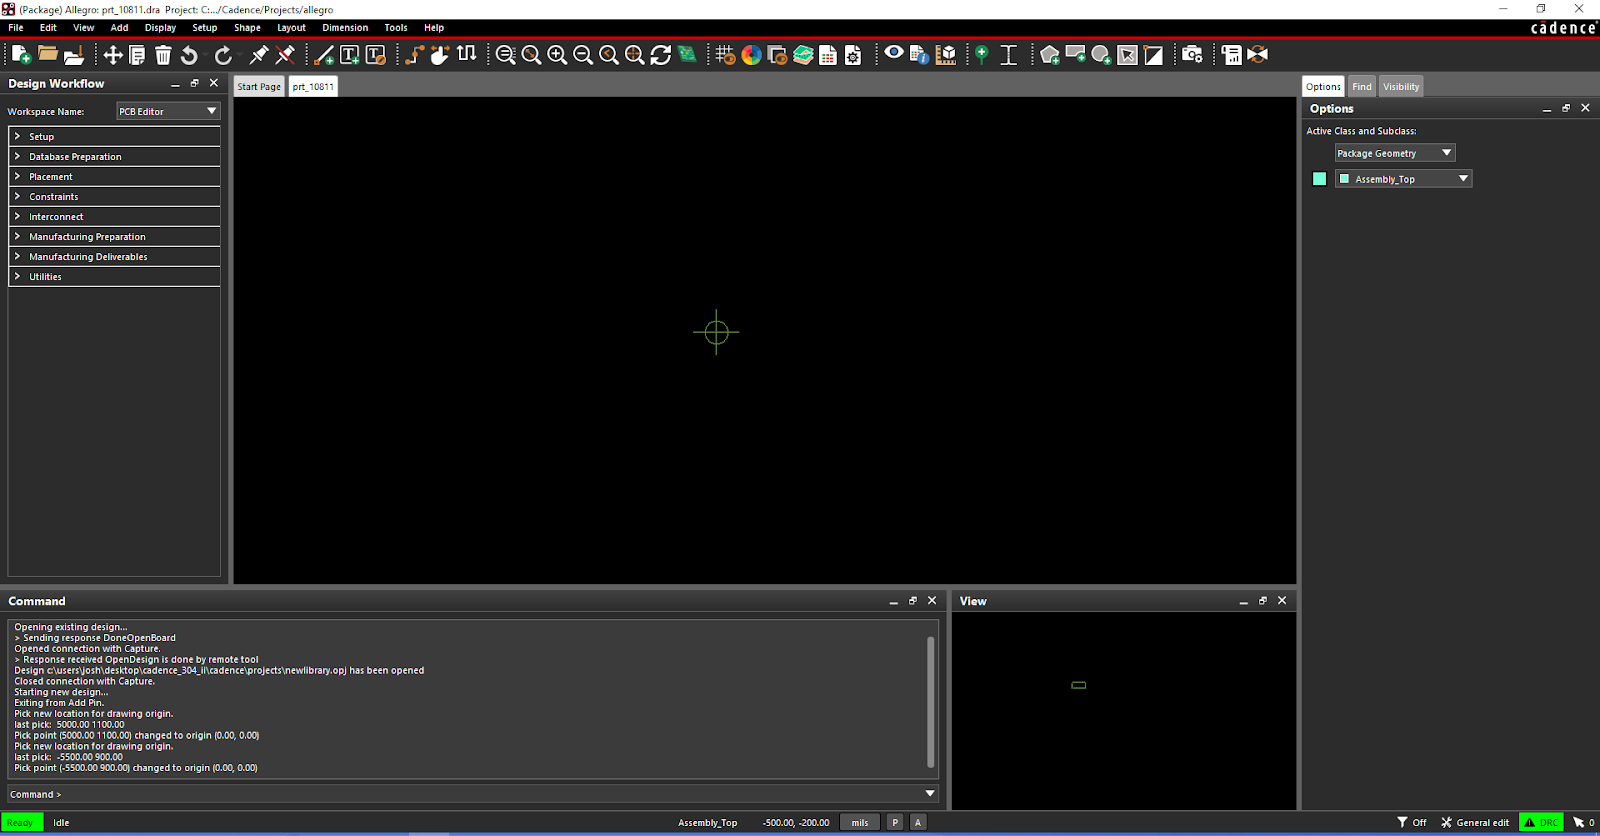 (Package) Allegro: prt_10811.dra  Project: C:.../Cadence/Projects/allegro
File Edit View Add Display Setup Shape Layout Dimension Tools Help
cādence®
Design Workflow
Workspace Name: PCB Editor
Setup
Database Preparation
Placement
Constraints
Interconnect
Manufacturing Preparation
Manufacturing Deliverables
Utilities
Start Page prt_10811
Options Find Visibility
Options
Active Class and Subclass:
Package Geometry
Assembly_Top
Command
Opening existing design...
> Sending response DoneOpenBoard
Opened connection with Capture.
> Response received OpenDesign is done by remote tool
Design c:\users\josh\desktop\cadence_304_ii\cadence\projects\newlibrary.opj has been opened
Closed connection with Capture.
Starting new design...
Exiting from Add Pin.
Pick new location for drawing origin.
last pick:  5000.00 1100.00
Pick point (5000.00 1100.00) changed to origin (0.00, 0.00)
Pick new location for drawing origin.
last pick:  -5500.00 900.00
Pick point (-5500.00 900.00) changed to origin (0.00, 0.00)
Command >
View
Ready Idle Assembly_Top -500.00, -200.00 mils P A Off General edit DRC 0